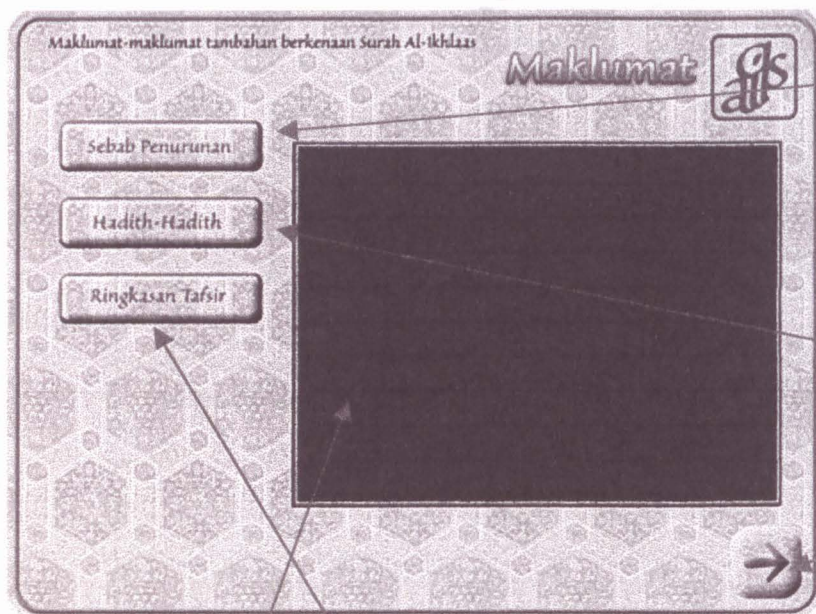 Maklumat-maklumat tambahan berkenaan Surah Al-Ikhlaas
Maklumat
Sebab Penurunan
Hadith-Hadith
Ringkasan Tafsir